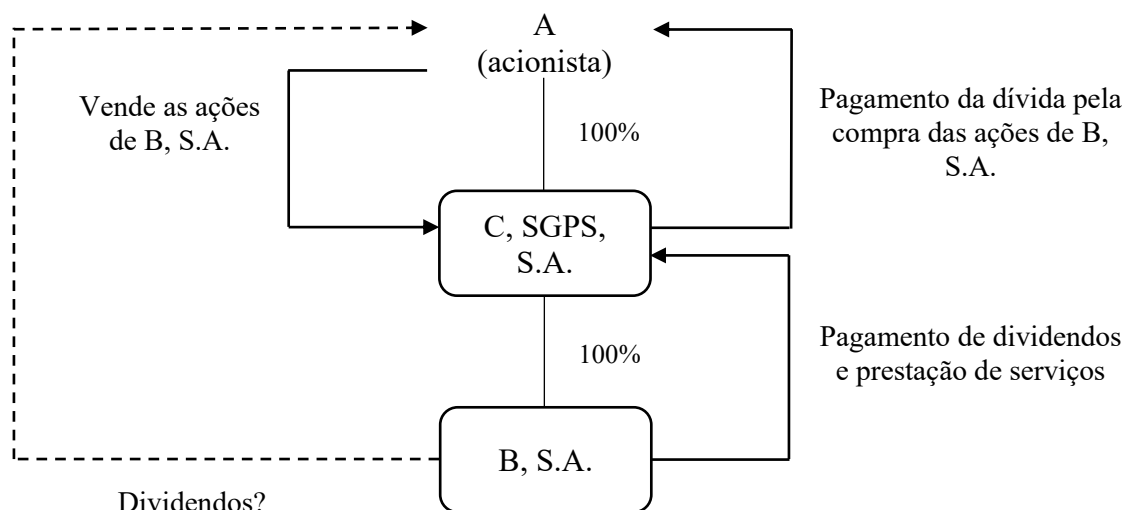 A
(acionista)
Vende as ações
de B, S.A.
Pagamento da dívida pela
compra das ações de B,
S.A.
100%
C, SGPS,
S.A.
100%
Pagamento de dividendos
e prestação de serviços
B, S.A.
Dividendos?